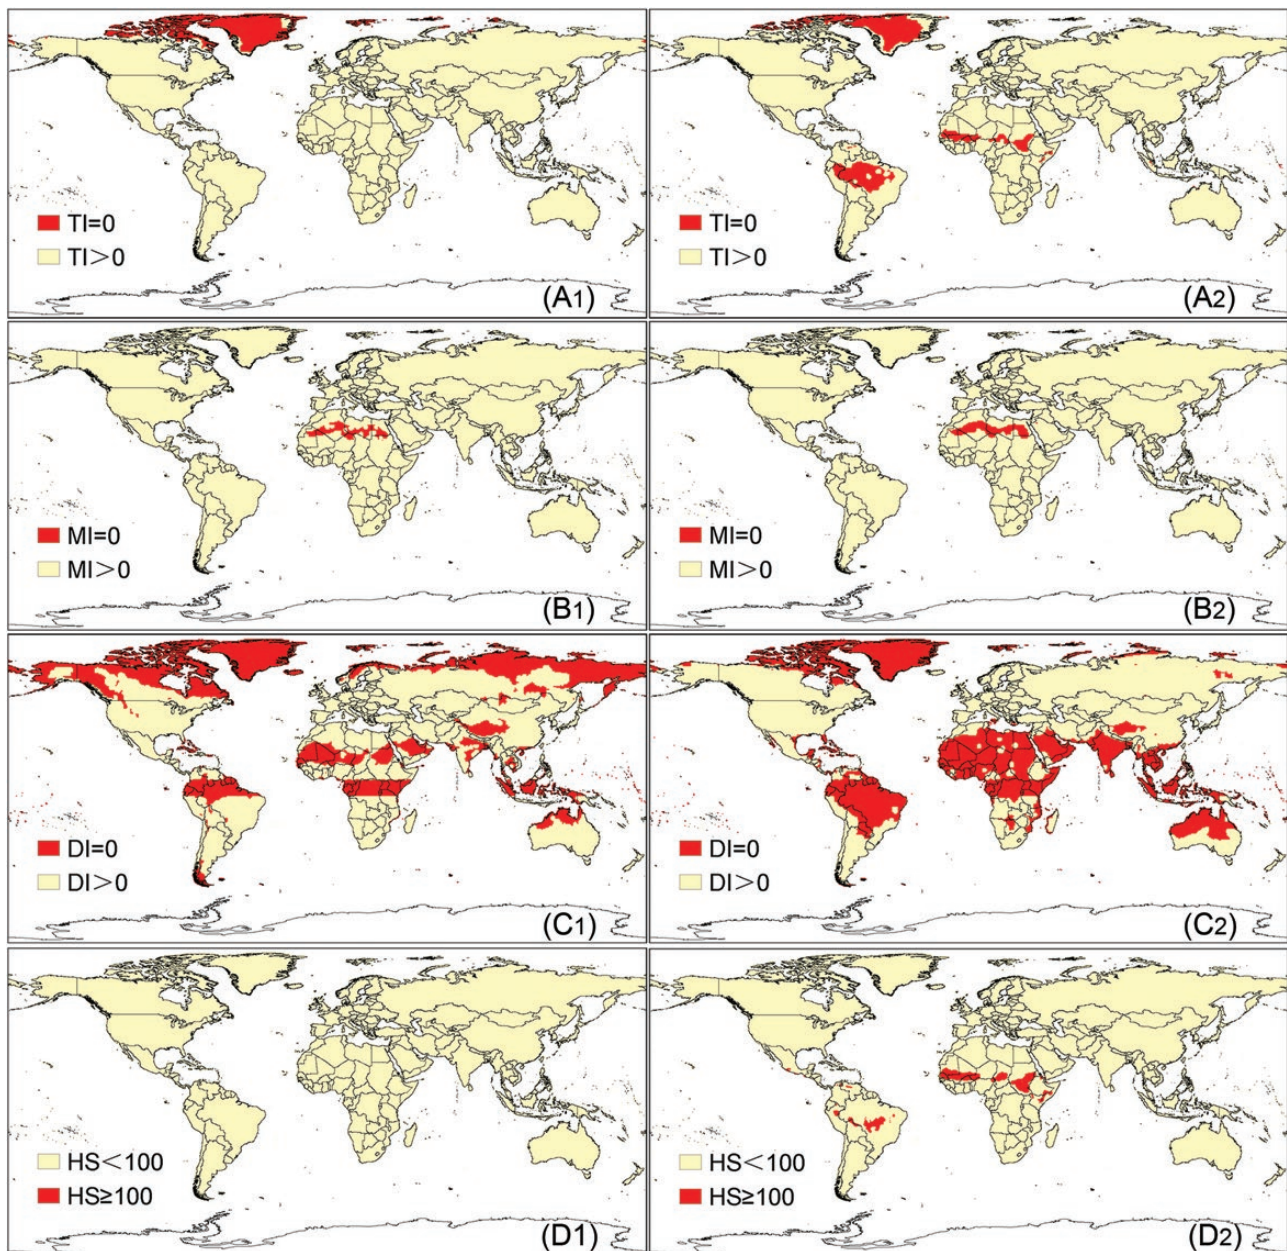 TI=0
TI>0
(A1)
TI=0
TI>0
(A2)
MI=0
MI>0
(B1)
MI=0
MI>0
(B2)
DI=0
DI>0
(C1)
DI=0
DI>0
(C2)
HS<100
HS≥100
(D1)
HS<100
HS≥100
(D2)